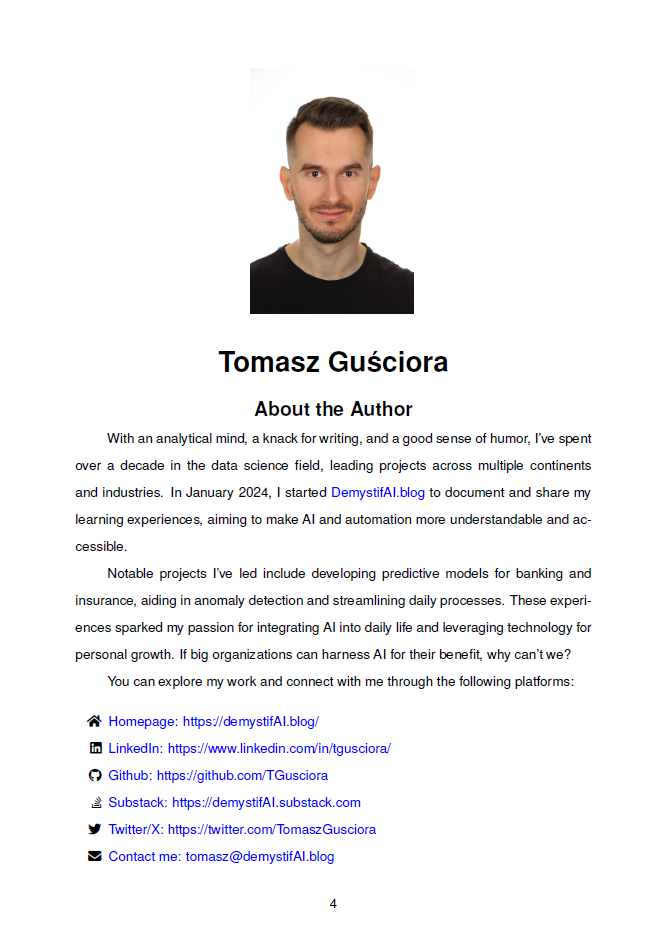 Tomasz Guściora
About the Author
With an analytical mind, a knack for writing, and a good sense of humor, I've spent
over a decade in the data science field, leading projects across multiple continents
and industries. In January 2024, I started DemystifAI.blog to document and share my
learning experiences, aiming to make AI and automation more understandable and ac-
cessible.
Notable projects I've led include developing predictive models for banking and
insurance, aiding in anomaly detection and streamlining daily processes. These experi-
ences sparked my passion for integrating AI into daily life and leveraging technology for
personal growth. If big organizations can harness AI for their benefit, why can't we?
You can explore my work and connect with me through the following platforms:
Homepage: https://demystifAI.blog/
LinkedIn: https://www.linkedin.com/in/tgusciora/
Github: https://github.com/TGusciora
Substack: https://demystifAI.substack.com
Twitter/X: https://twitter.com/TomaszGusciora
Contact me: tomasz@demystifAI.blog
4